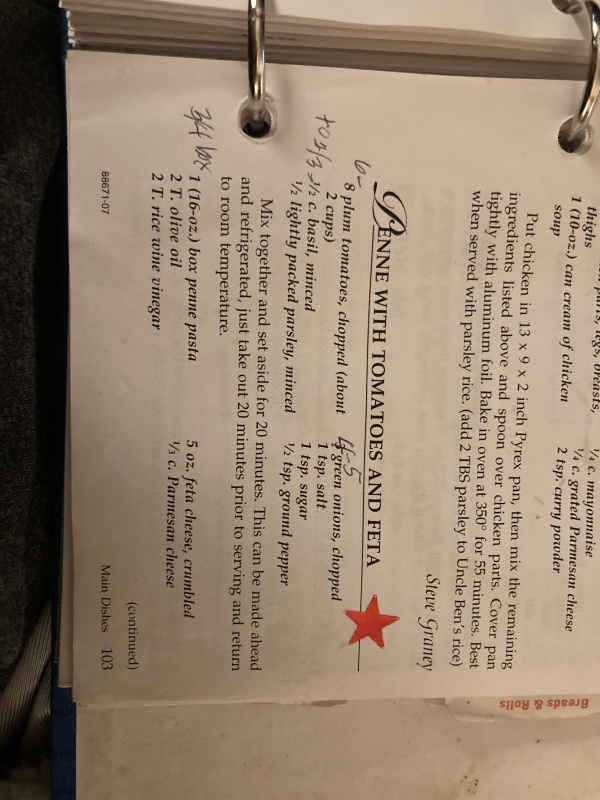 thighs
1 (10-oz.) can cream of chicken
soup
¼ c. mayonnaise
¼ c. grated Parmesan cheese
2 tsp. curry powder
Put chicken in 13 x 9 x 2 inch Pyrex pan, then mix the remaining
ingredients listed above and spoon over chicken parts. Cover pan
tightly with aluminum foil. Bake in oven at 350° for 55 minutes. Best
when served with parsley rice. (add 2 TBS parsley to Uncle Ben's rice)
Steve Graney
PENNE WITH TOMATOES AND FETA
6-
8 plum tomatoes, chopped (about
2 cups)
to 2/3 - ½ c. basil, minced
½ lightly packed parsley, minced
4-5
green onions, chopped
1 tsp. salt
1 tsp. sugar
½ tsp. ground pepper
Mix together and set aside for 20 minutes. This can be made ahead
and refrigerated, just take out 20 minutes prior to serving and return
to room temperature.
3/4 box
1 (16-oz.) box penne pasta
2 T. olive oil
2 T. rice wine vinegar
5 oz. feta cheese, crumbled
⅓ c. Parmesan cheese
(continued)
88671-07
Main Dishes 103
Breads & Rolls